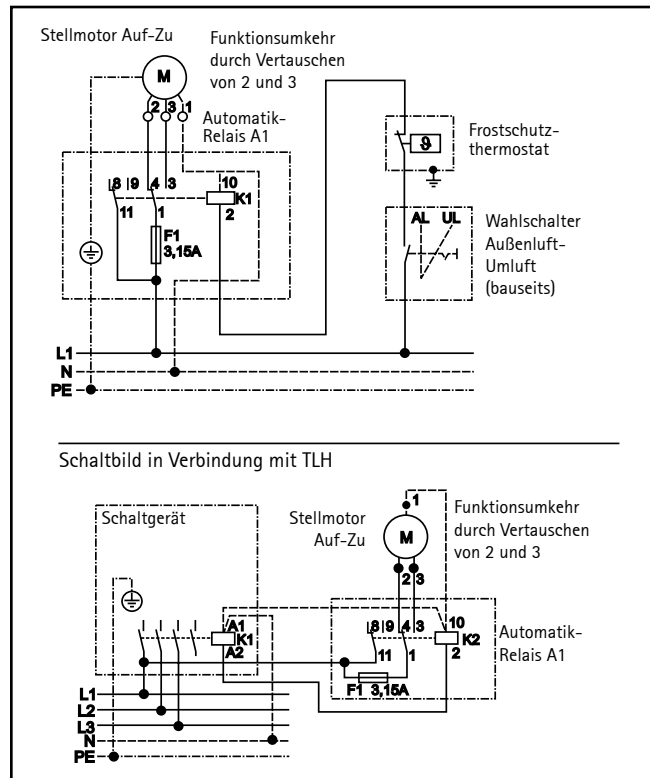 Stellmotor Auf-Zu
Funktionsumkehr
durch Vertauschen
von 2 und 3
M
2 3 1
Automatik-
Relais A1
8 9 4 3
10
K1
11 1
2
F1
3,15A
ϑ
Frostschutz-
thermostat
AL UL
Wahlschalter
Außenluft-
Umluft
(bauseits)
L1
N
PE
Schaltbild in Verbindung mit TLH
Schaltgerät
Stellmotor
Auf-Zu
1
M
2 3
Funktionsumkehr
durch Vertauschen
von 2 und 3
A1
K1
A2
8 9 4 3
10
K2
11 1
2
Automatik-
Relais A1
F1 3,15A
L1
L2
L3
N
PE